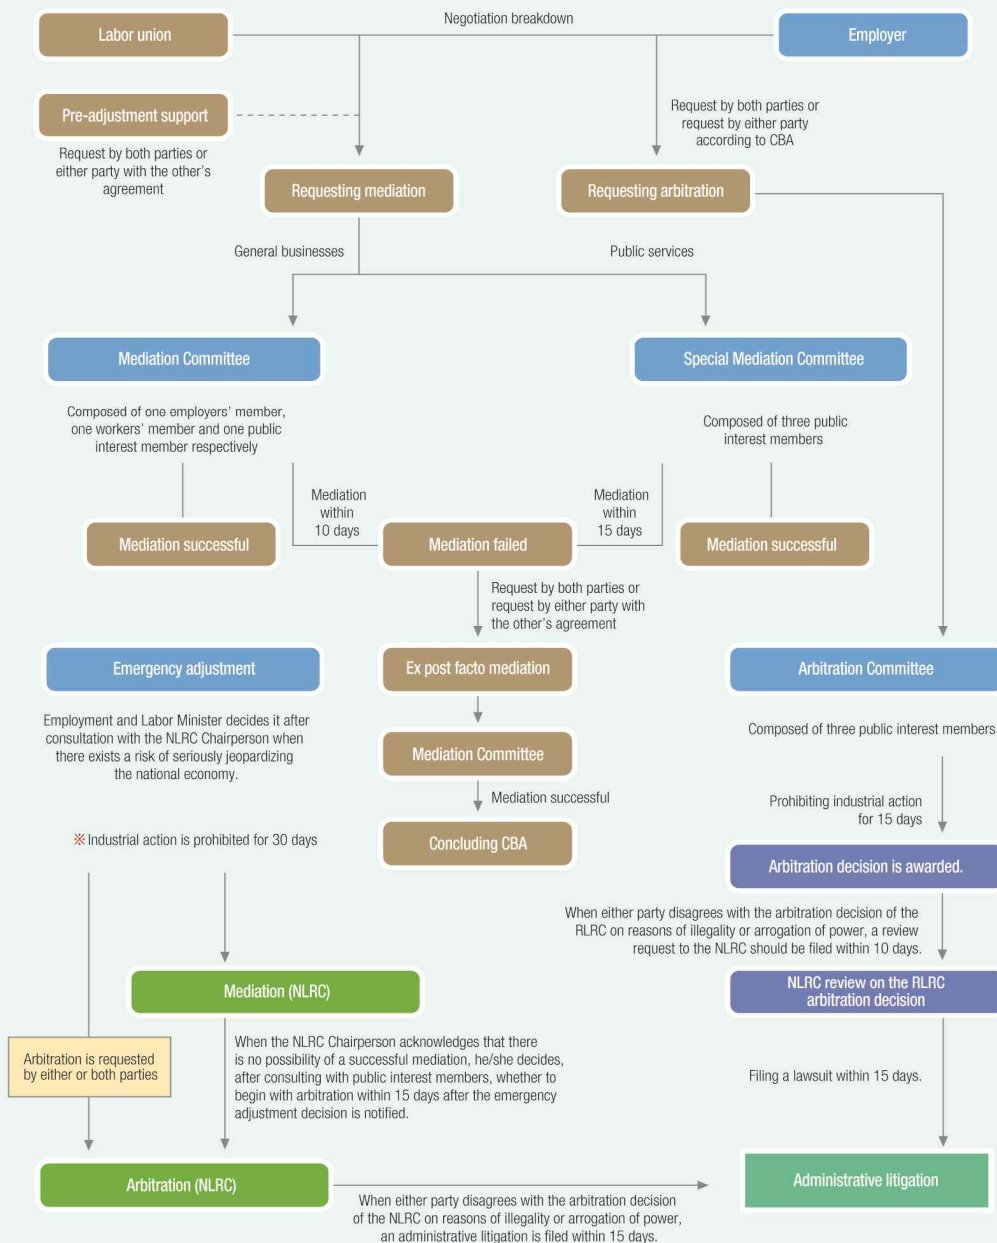 Negotiation breakdown
Labor union
Employer
Pre-adjustment support
Request by both parties or
either party with the other's
agreement
Request by both parties or
request by either party
according to CBA
Requesting mediation
Requesting arbitration
General businesses
Public services
Mediation Committee
Special Mediation Committee
Composed of one employers' member,
one workers' member and one public
interest member respectively
Composed of three public
interest members
Mediation
within
10 days
Mediation
within
15 days
Mediation successful
Mediation failed
Mediation successful
Request by both parties or
request by either party with
the other's agreement
Emergency adjustment
Ex post facto mediation
Arbitration Committee
Employment and Labor Minister decides it after
consultation with the NLRC Chairperson when
there exists a risk of seriously jeopardizing
the national economy.
Composed of three public interest members
Mediation Committee
Mediation successful
Prohibiting industrial action
for 15 days
※ Industrial action is prohibited for 30 days
Concluding CBA
Arbitration decision is awarded.
When either party disagrees with the arbitration decision of the
RLRC on reasons of illegality or arrogation of power, a review
request to the NLRC should be filed within 10 days.
Mediation (NLRC)
NLRC review on the RLRC
arbitration decision
Arbitration is requested
by either or both parties
When the NLRC Chairperson acknowledges that there
is no possibility of a successful mediation, he/she decides,
after consulting with public interest members, whether to
begin with arbitration within 15 days after the emergency
adjustment decision is notified.
Filing a lawsuit within 15 days.
Arbitration (NLRC)
Administrative litigation
When either party disagrees with the arbitration decision
of the NLRC on reasons of illegality or arrogation of power,
an administrative litigation is filed within 15 days.